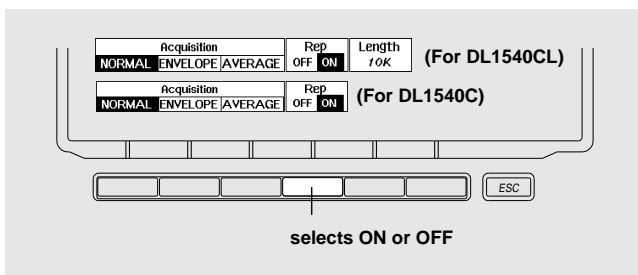 Acquisition Rep Length
NORMAL ENVELOPE AVERAGE OFF ON 10K (For DL1540CL)
Acquisition Rep
NORMAL ENVELOPE AVERAGE OFF ON (For DL1540C)
ESC
selects ON or OFF